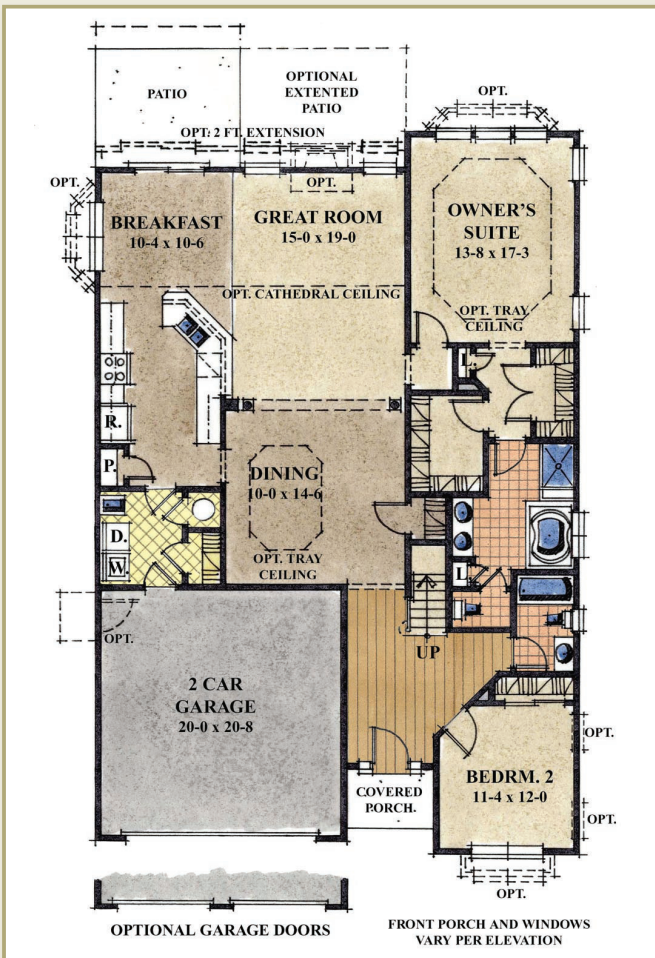 PATIO
OPTIONAL
EXTENTED
PATIO
OPT.
OPT: 2 FT. EXTENSION
OPT.
OPT.
BREAKFAST
10-4 x 10-6
GREAT ROOM
15-0 x 19-0
OWNER'S
SUITE
13-8 x 17-3
OPT. CATHEDRAL CEILING
OPT. TRAY
CEILING
L
R.
P.
DINING
10-0 x 14-6
D.
W.
OPT. TRAY
CEILING
L
OPT.
UP
2 CAR
GARAGE
20-0 x 20-8
OPT.
BEDRM. 2
11-4 x 12-0
COVERED
PORCH.
OPT.
OPT.
OPTIONAL GARAGE DOORS
FRONT PORCH AND WINDOWS
VARY PER ELEVATION